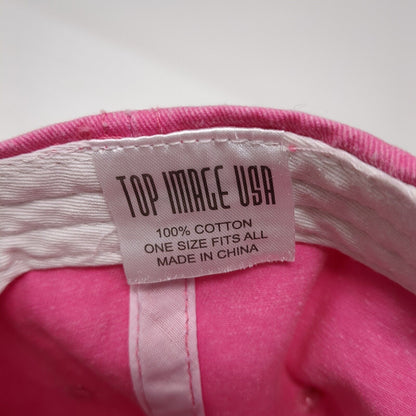 TOP IMAGE USA
100% COTTON
ONE SIZE FITS ALL
MADE IN CHINA